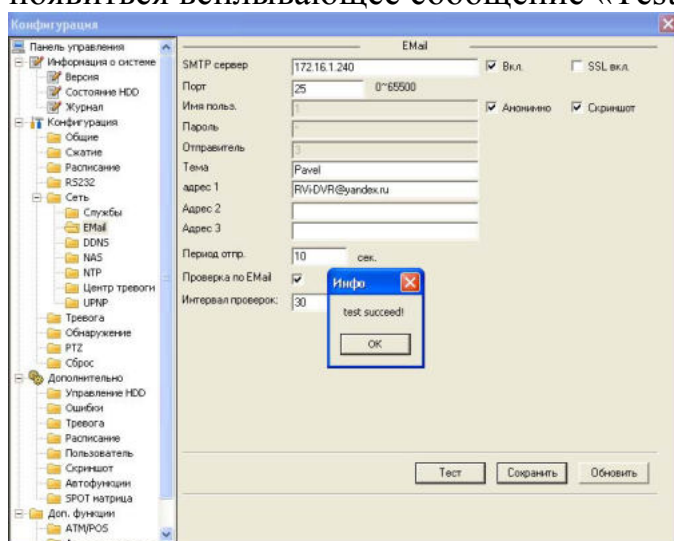 появиться всплывающее сообщение «Test
Конфигурация
Панель управления
Информация о системе
Версия
Состояние HDD
Журнал
Конфигурация
Общие
Сжатие
Расписание
RS232
Сеть
Службы
EMail
DDNS
NAS
NTP
Центр тревоги
UPNP
Тревога
Обнаружение
PTZ
Сброс
Дополнительно
Управление HDD
Ошибки
Тревога
Расписание
Пользователь
Скриншот
Автофункции
SPOT матрица
Доп. функции
ATM/POS
EMail
SMTP сервер 172.16.1.240 Вкл. SSL вкл.
Порт 25 0~65500
Имя польз. 1 Анонимно Скриншот
Пароль
Отправитель 3
Тема Pavel
адрес 1 RVi-DVR@yandex.ru
Адрес 2
Адрес 3
Период отпр. 10 сек.
Проверка по EMail
Интервал проверок: 30
Инфо
test succeed!
OK
Тест Сохранить Обновить